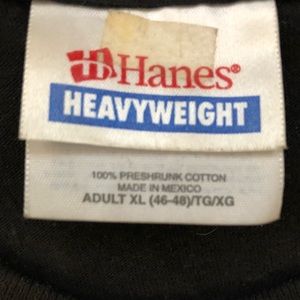 Hanes®
HEAVYWEIGHT
100% PRESHRUNK COTTON
MADE IN MEXICO
ADULT XL (46-48)/TG/XG